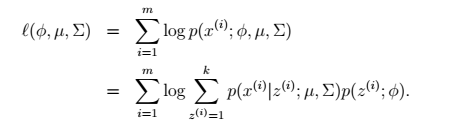 ℓ(ϕ, μ, Σ) = ∑_{i=1}^{m} log p(x^{(i)}; ϕ, μ, Σ)
= ∑_{i=1}^{m} log ∑_{z^{(i)}=1}^{k} p(x^{(i)}|z^{(i)}; μ, Σ)p(z^{(i)}; ϕ).